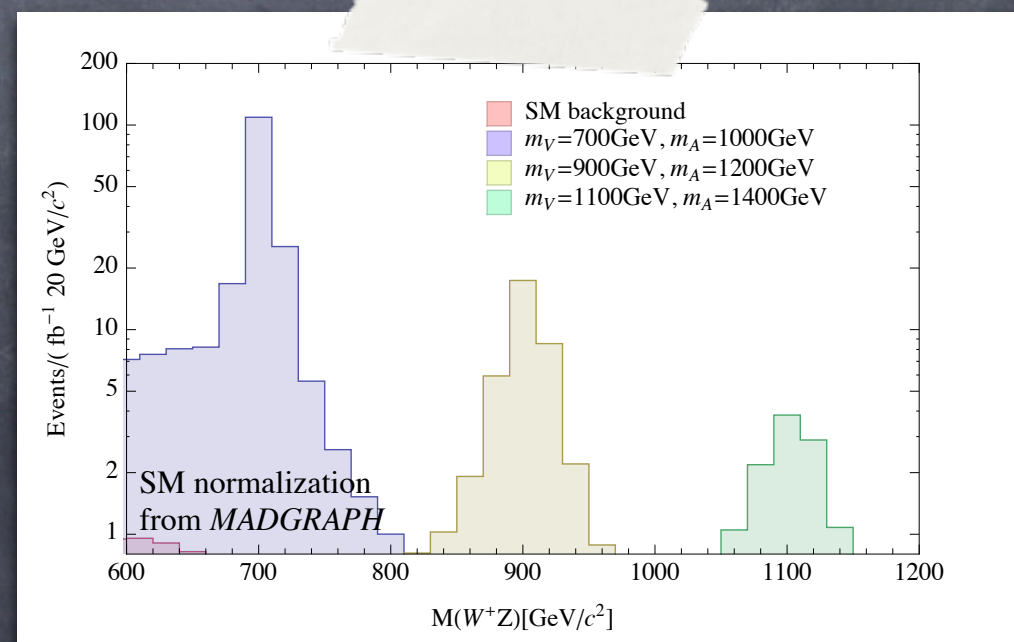 200
100
50
20
10
5
2
1
Events/( fb⁻¹ 20 GeV/c²)
SM background
m_V=700GeV, m_A=1000GeV
m_V=900GeV, m_A=1200GeV
m_V=1100GeV, m_A=1400GeV
SM normalization
from MADGRAPH
600 700 800 900 1000 1100 1200
M(W⁺Z)[GeV/c²]